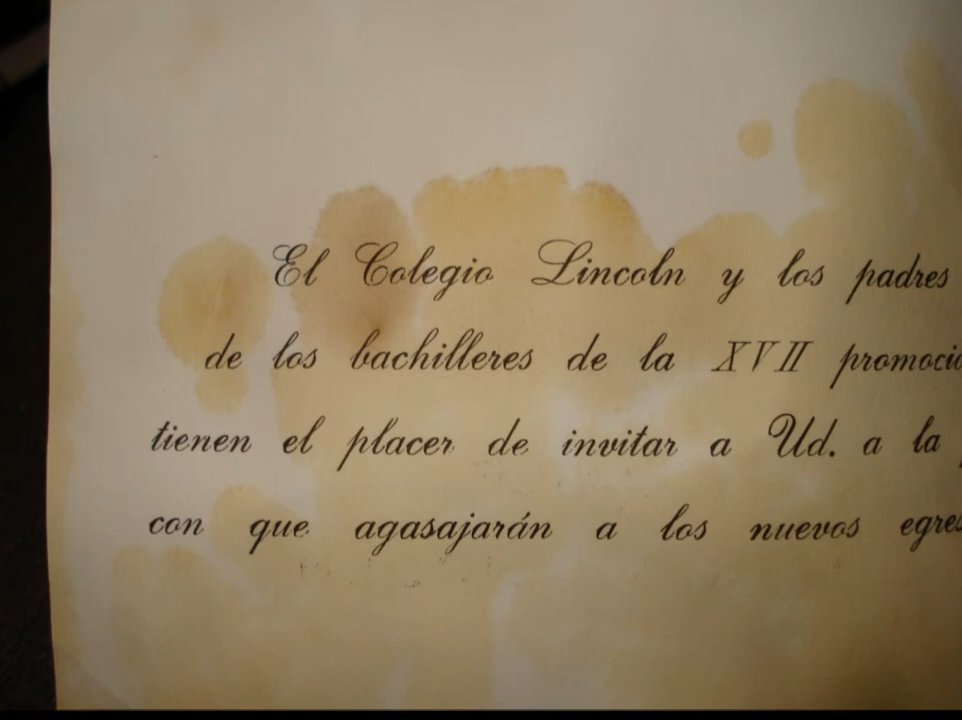 El Colegio Lincoln y los padres
de los bachilleres de la XVII
tienen el placer de invitar a Ud. a la
con que agasajarán a los nuevos